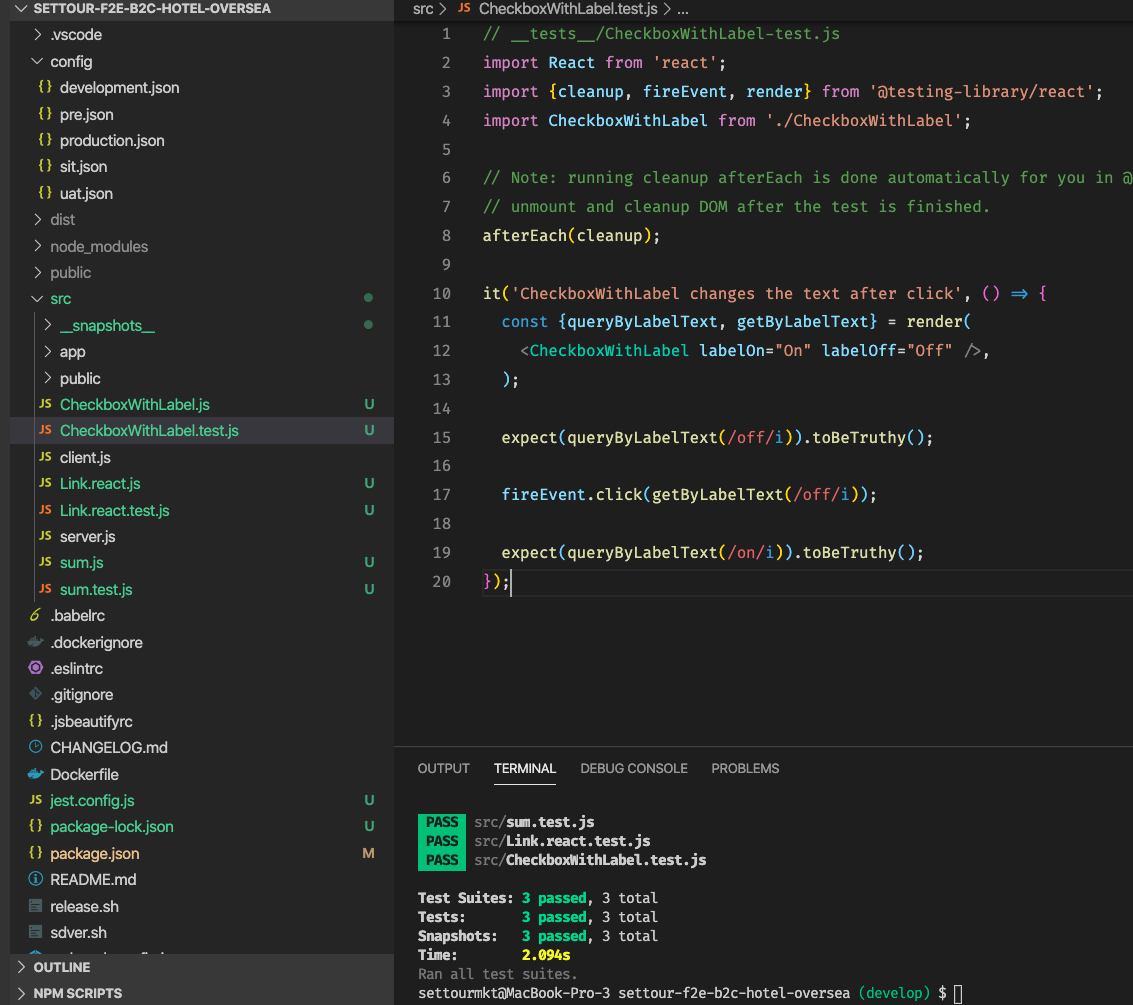 SETTOUR-F2E-B2C-HOTEL-OVERSEA
.vscode
config
{} development.json
{} pre.json
{} production.json
{} sit.json
{} uat.json
dist
node_modules
public
src
__snapshots__
app
public
JS CheckboxWithLabel.js U
JS CheckboxWithLabel.test.js U
JS client.js
JS Link.react.js U
JS Link.react.test.js U
JS server.js
JS sum.js U
JS sum.test.js U
.babelrc
.dockerignore
.eslintrc
.gitignore
{} .jsbeautifyrc
CHANGELOG.md
Dockerfile
JS jest.config.js U
{} package-lock.json U
{} package.json M
README.md
release.sh
sdver.sh
OUTLINE
NPM SCRIPTS
src > JS CheckboxWithLabel.test.js > ...
1 // __tests__/CheckboxWithLabel-test.js
2 import React from 'react';
3 import {cleanup, fireEvent, render} from '@testing-library/react';
4 import CheckboxWithLabel from './CheckboxWithLabel';
5
6 // Note: running cleanup afterEach is done automatically for you in @
7 // unmount and cleanup DOM after the test is finished.
8 afterEach(cleanup);
9
10 it('CheckboxWithLabel changes the text after click', () => {
11 const {queryByLabelText, getByLabelText} = render(
12 <CheckboxWithLabel labelOn="On" labelOff="Off" />,
13 );
14
15 expect(queryByLabelText(/off/i)).toBeTruthy();
16
17 fireEvent.click(getByLabelText(/off/i));
18
19 expect(queryByLabelText(/on/i)).toBeTruthy();
20 });
OUTPUT TERMINAL DEBUG CONSOLE PROBLEMS
PASS src/sum.test.js
PASS src/Link.react.test.js
PASS src/CheckboxWithLabel.test.js
Test Suites: 3 passed, 3 total
Tests: 3 passed, 3 total
Snapshots: 3 passed, 3 total
Time: 2.094s
Ran all test suites.
settourmkt@MacBook-Pro-3 settour-f2e-b2c-hotel-oversea (develop) $